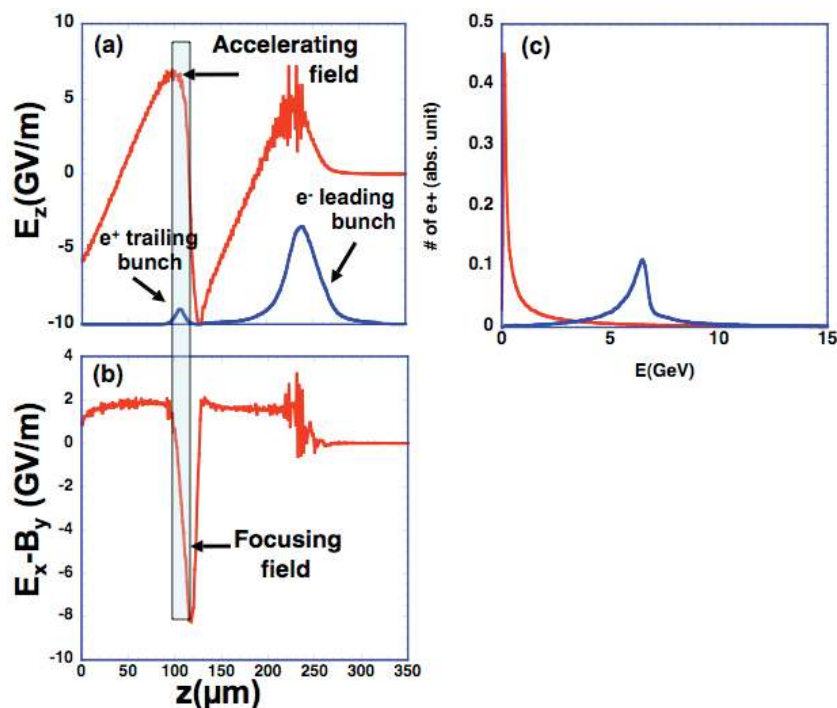 (a)
Accelerating
field
e⁻ leading
bunch
e⁺ trailing
bunch
E_z(GV/m)
10
5
0
-5
-10
(b)
Focusing
field
E_x-B_y (GV/m)
4
2
0
-2
-4
-6
-8
-10
0 50 100 150 200 250 300 350
z(μm)
(c)
# of e+ (abs. unit)
0.5
0.4
0.3
0.2
0.1
0
0 5 10 15
E(GeV)